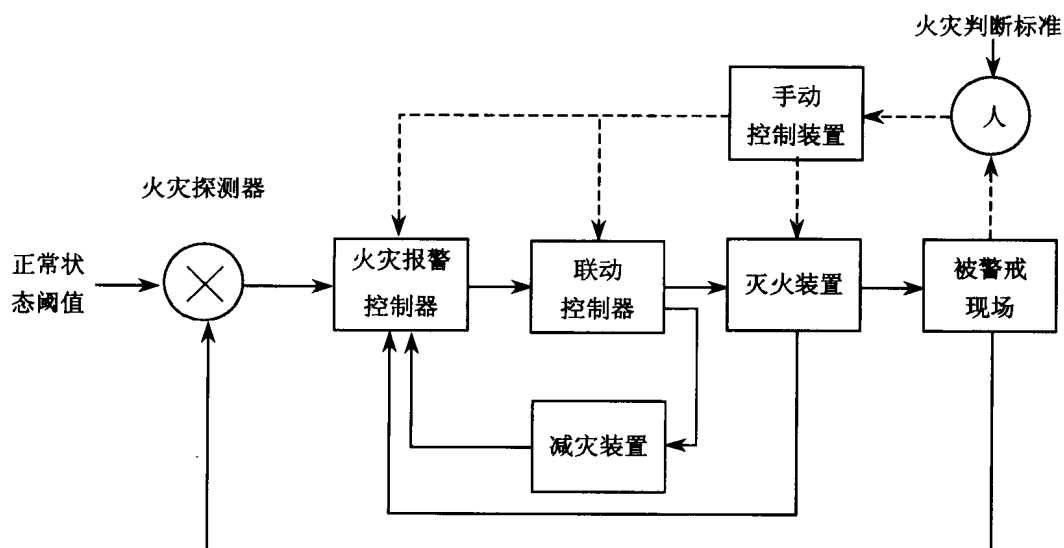 火灾判断标准
手动
控制装置
人
火灾探测器
正常状
态阈值
火灾报警
控制器
联动
控制器
灭火装置
被警戒
现场
减灾装置